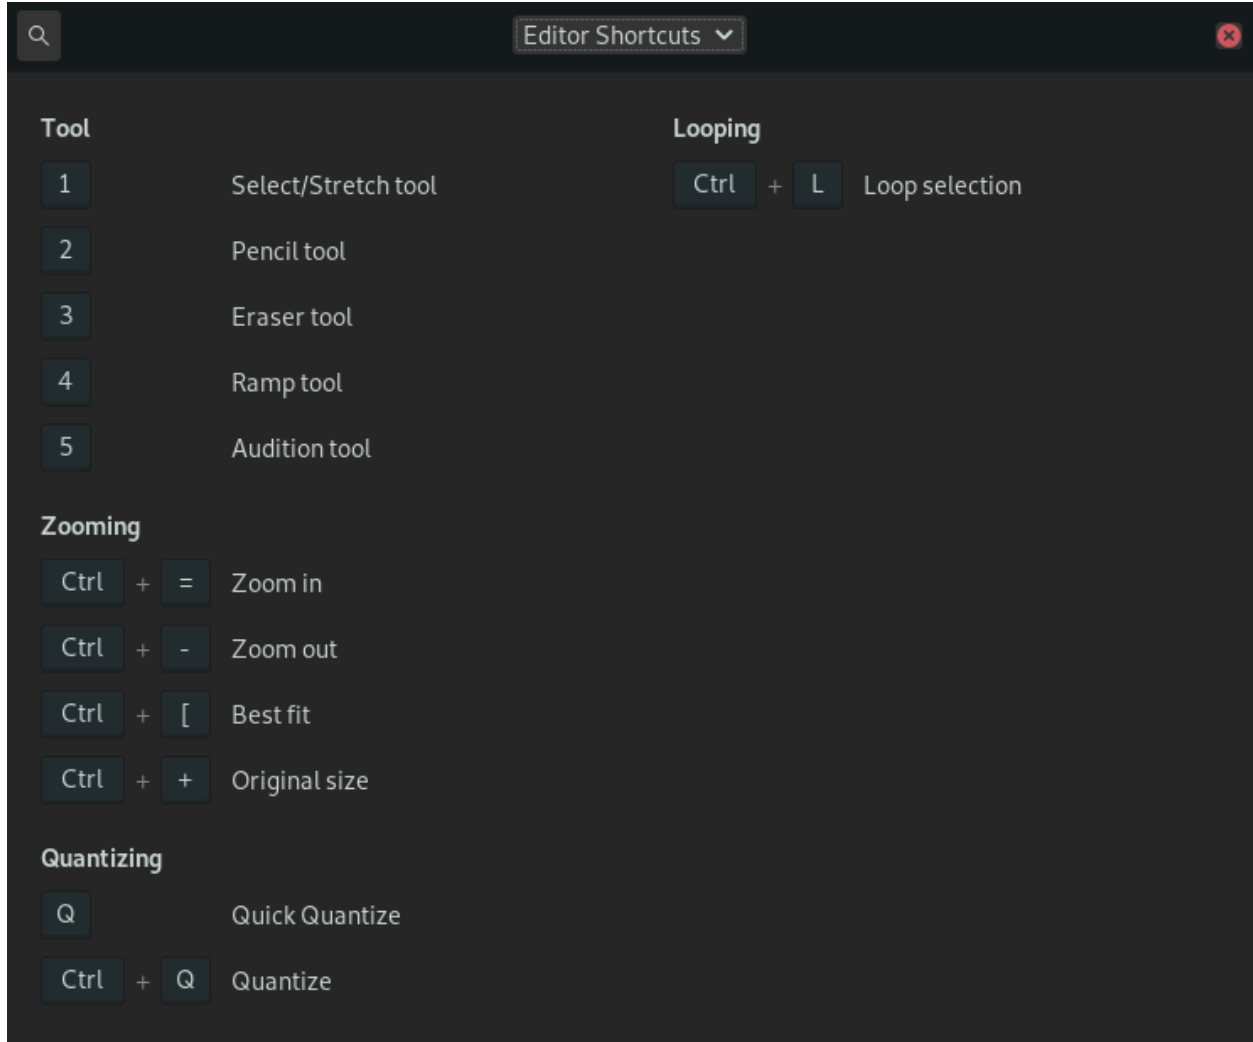 Editor Shortcuts
Tool
1 Select/Stretch tool
2 Pencil tool
3 Eraser tool
4 Ramp tool
5 Audition tool
Zooming
Ctrl + = Zoom in
Ctrl + - Zoom out
Ctrl + [ Best fit
Ctrl + + Original size
Quantizing
Q Quick Quantize
Ctrl + Q Quantize
Looping
Ctrl + L Loop selection